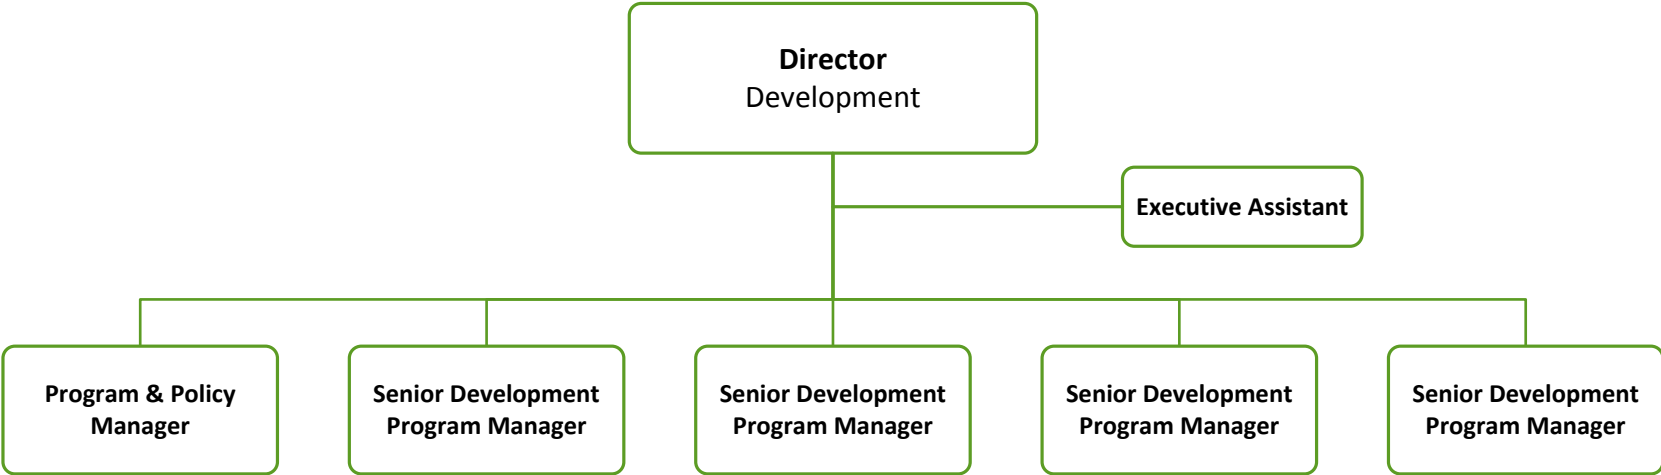 Director
Development
Executive Assistant
Program & Policy
Manager
Senior Development
Program Manager
Senior Development
Program Manager
Senior Development
Program Manager
Senior Development
Program Manager